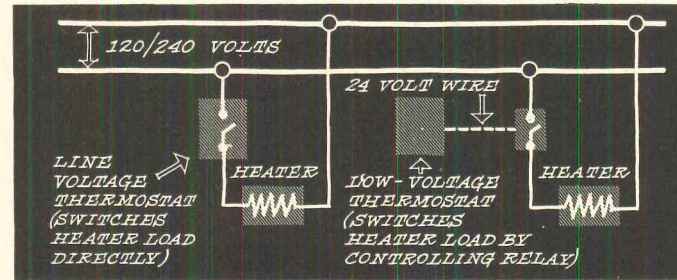 120/240 VOLTS
24 VOLT WIRE
LINE
VOLTAGE
THERMOSTAT
(SWITCHES
HEATER LOAD
DIRECTLY)
HEATER
LOW-VOLTAGE
THERMOSTAT
(SWITCHES
HEATER LOAD BY
CONTROLLING RELAY)
HEATER